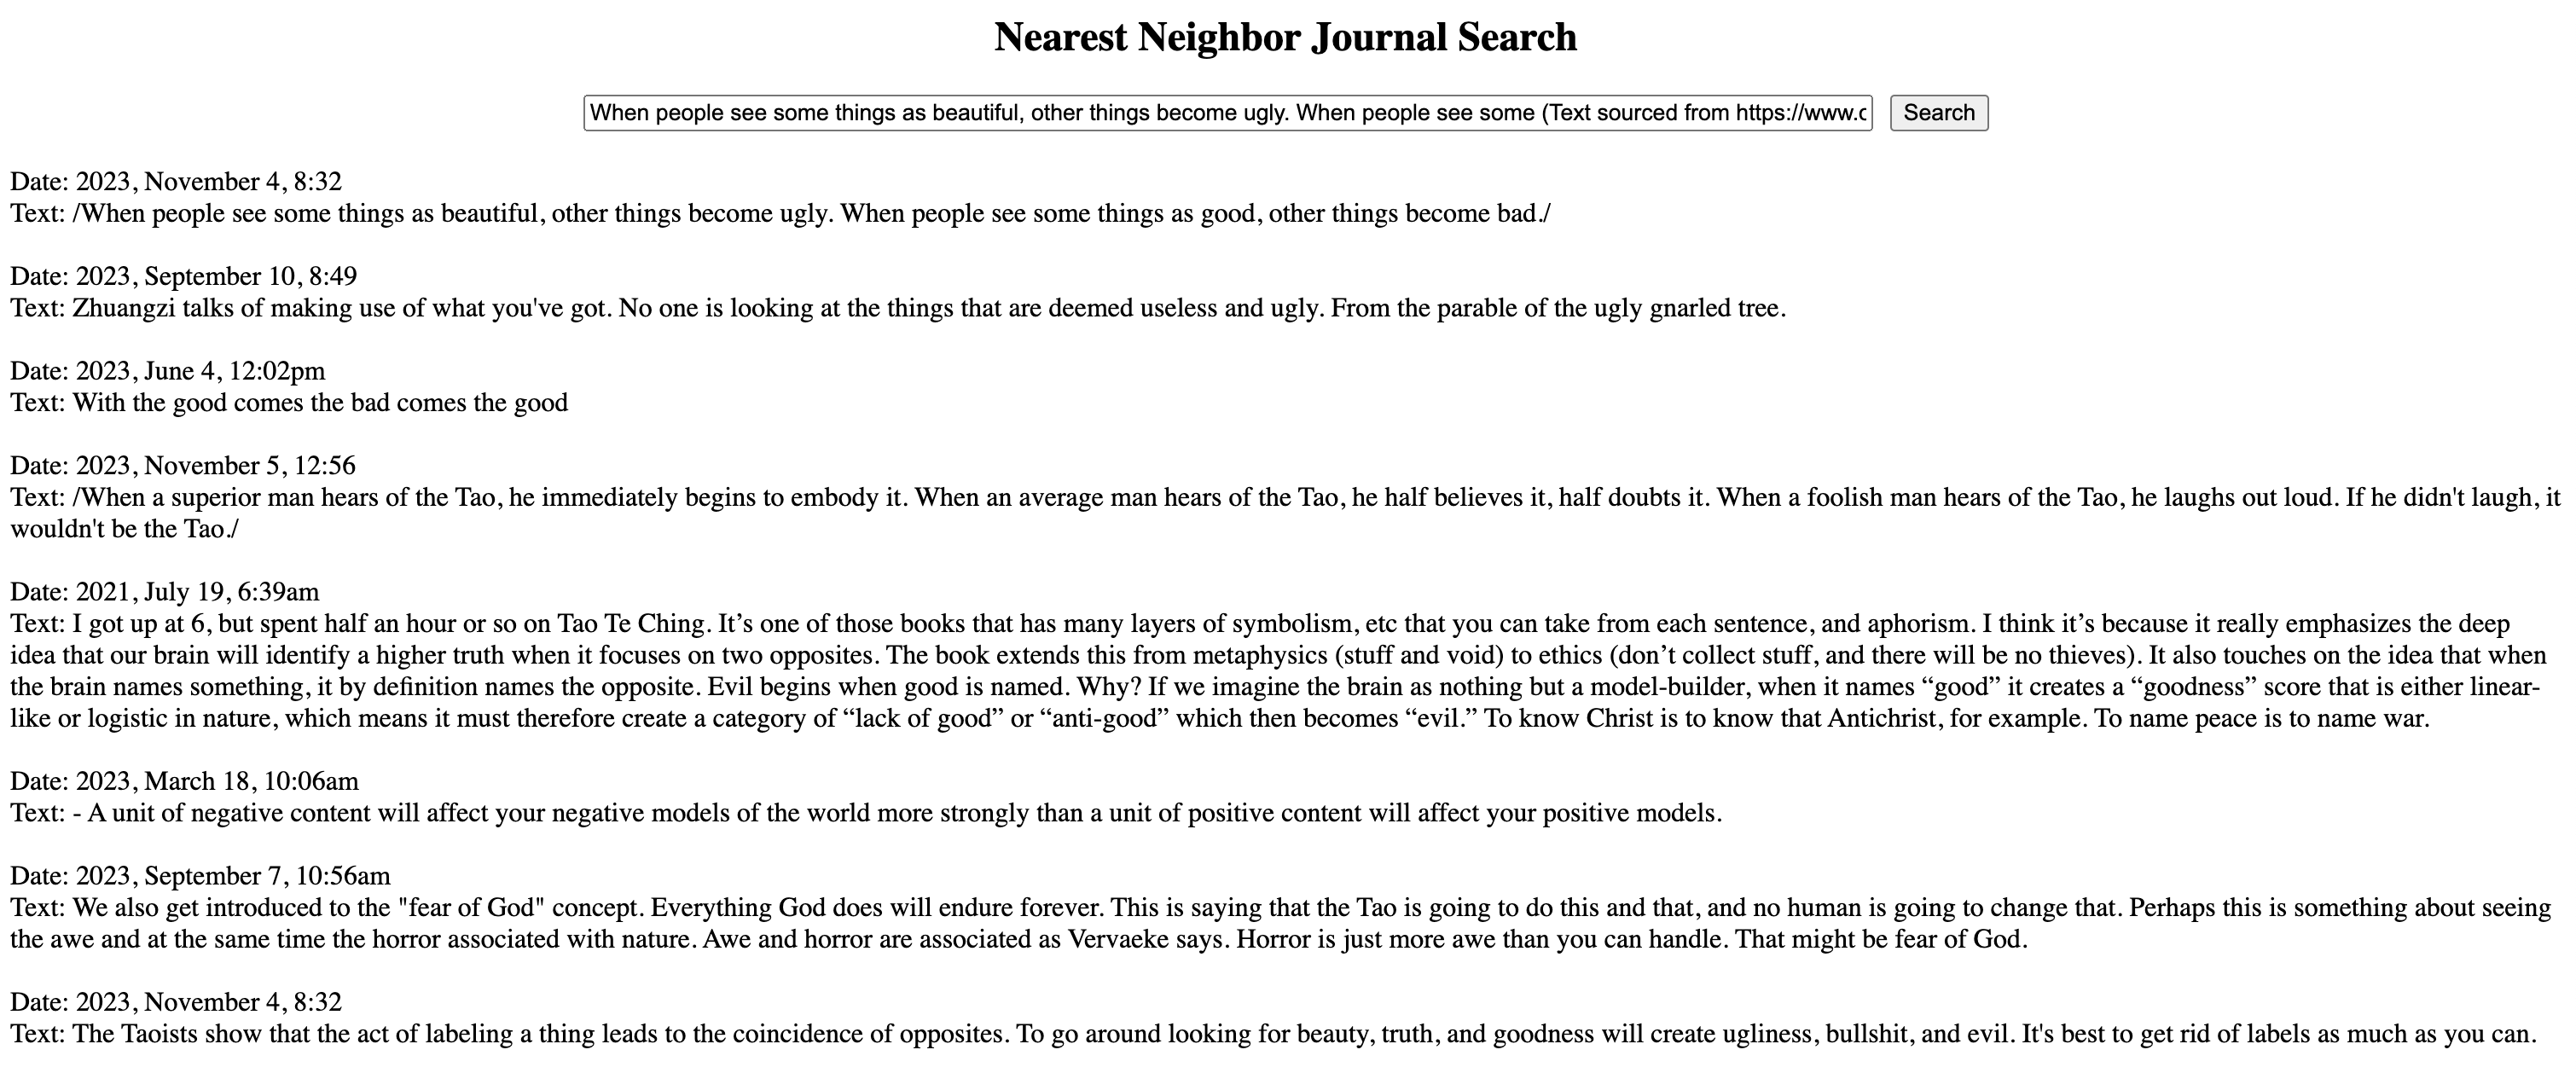 Nearest Neighbor Journal Search
When people see some things as beautiful, other things become ugly. When people see some (Text sourced from https://www.c Search
Date: 2023, November 4, 8:32
Text: /When people see some things as beautiful, other things become ugly. When people see some things as good, other things become bad./
Date: 2023, September 10, 8:49
Text: Zhuangzi talks of making use of what you've got. No one is looking at the things that are deemed useless and ugly. From the parable of the ugly gnarled tree.
Date: 2023, June 4, 12:02pm
Text: With the good comes the bad comes the good
Date: 2023, November 5, 12:56
Text: /When a superior man hears of the Tao, he immediately begins to embody it. When an average man hears of the Tao, he half believes it, half doubts it. When a foolish man hears of the Tao, he laughs out loud. If he didn't laugh, it
wouldn't be the Tao./
Date: 2021, July 19, 6:39am
Text: I got up at 6, but spent half an hour or so on Tao Te Ching. It’s one of those books that has many layers of symbolism, etc that you can take from each sentence, and aphorism. I think it’s because it really emphasizes the deep
idea that our brain will identify a higher truth when it focuses on two opposites. The book extends this from metaphysics (stuff and void) to ethics (don’t collect stuff, and there will be no thieves). It also touches on the idea that when
the brain names something, it by definition names the opposite. Evil begins when good is named. Why? If we imagine the brain as nothing but a model-builder, when it names “good” it creates a “goodness” score that is either linear-
like or logistic in nature, which means it must therefore create a category of “lack of good” or “anti-good” which then becomes “evil.” To know Christ is to know that Antichrist, for example. To name peace is to name war.
Date: 2023, March 18, 10:06am
Text: - A unit of negative content will affect your negative models of the world more strongly than a unit of positive content will affect your positive models.
Date: 2023, September 7, 10:56am
Text: We also get introduced to the "fear of God" concept. Everything God does will endure forever. This is saying that the Tao is going to do this and that, and no human is going to change that. Perhaps this is something about seeing
the awe and at the same time the horror associated with nature. Awe and horror are associated as Vervaeke says. Horror is just more awe than you can handle. That might be fear of God.
Date: 2023, November 4, 8:32
Text: The Taoists show that the act of labeling a thing leads to the coincidence of opposites. To go around looking for beauty, truth, and goodness will create ugliness, bullshit, and evil. It's best to get rid of labels as much as you can.